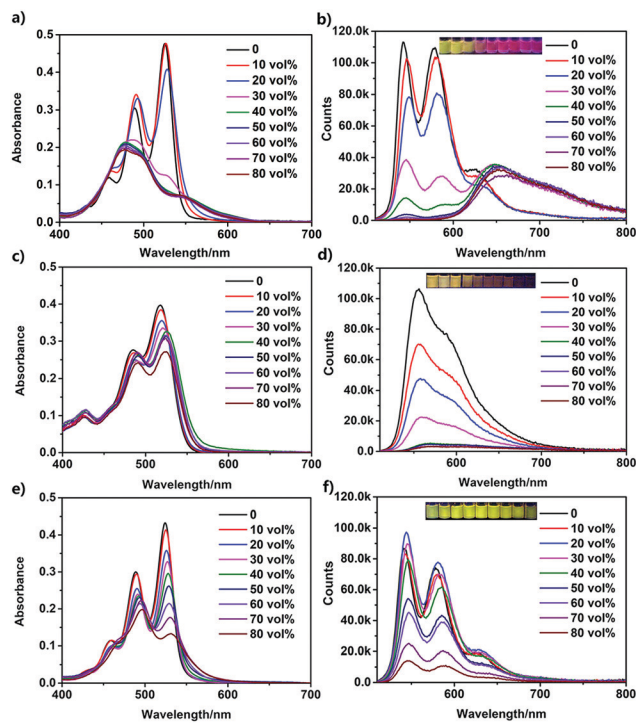 a)
0.5
0.4
0.3
0.2
0.1
0.0
Absorbance
400 500 600 700
Wavelength/nm
0
10 vol%
20 vol%
30 vol%
40 vol%
50 vol%
60 vol%
70 vol%
80 vol%
b)
120.0k
100.0k
80.0k
60.0k
40.0k
20.0k
0.0
Counts
600 700 800
Wavelength/nm
0
10 vol%
20 vol%
30 vol%
40 vol%
50 vol%
60 vol%
70 vol%
80 vol%
c)
0.5
0.4
0.3
0.2
0.1
0.0
Absorbance
400 500 600 700
Wavelength/nm
0
10 vol%
20 vol%
30 vol%
40 vol%
50 vol%
60 vol%
70 vol%
80 vol%
d)
120.0k
100.0k
80.0k
60.0k
40.0k
20.0k
0.0
Counts
600 700 800
Wavelength/nm
0
10 vol%
20 vol%
30 vol%
40 vol%
50 vol%
60 vol%
70 vol%
80 vol%
e)
0.5
0.4
0.3
0.2
0.1
0.0
Absorbance
400 500 600 700
Wavelength/nm
0
10 vol%
20 vol%
30 vol%
40 vol%
50 vol%
60 vol%
70 vol%
80 vol%
f)
120.0k
100.0k
80.0k
60.0k
40.0k
20.0k
0.0
Counts
600 700 800
Wavelength/nm
0
10 vol%
20 vol%
30 vol%
40 vol%
50 vol%
60 vol%
70 vol%
80 vol%